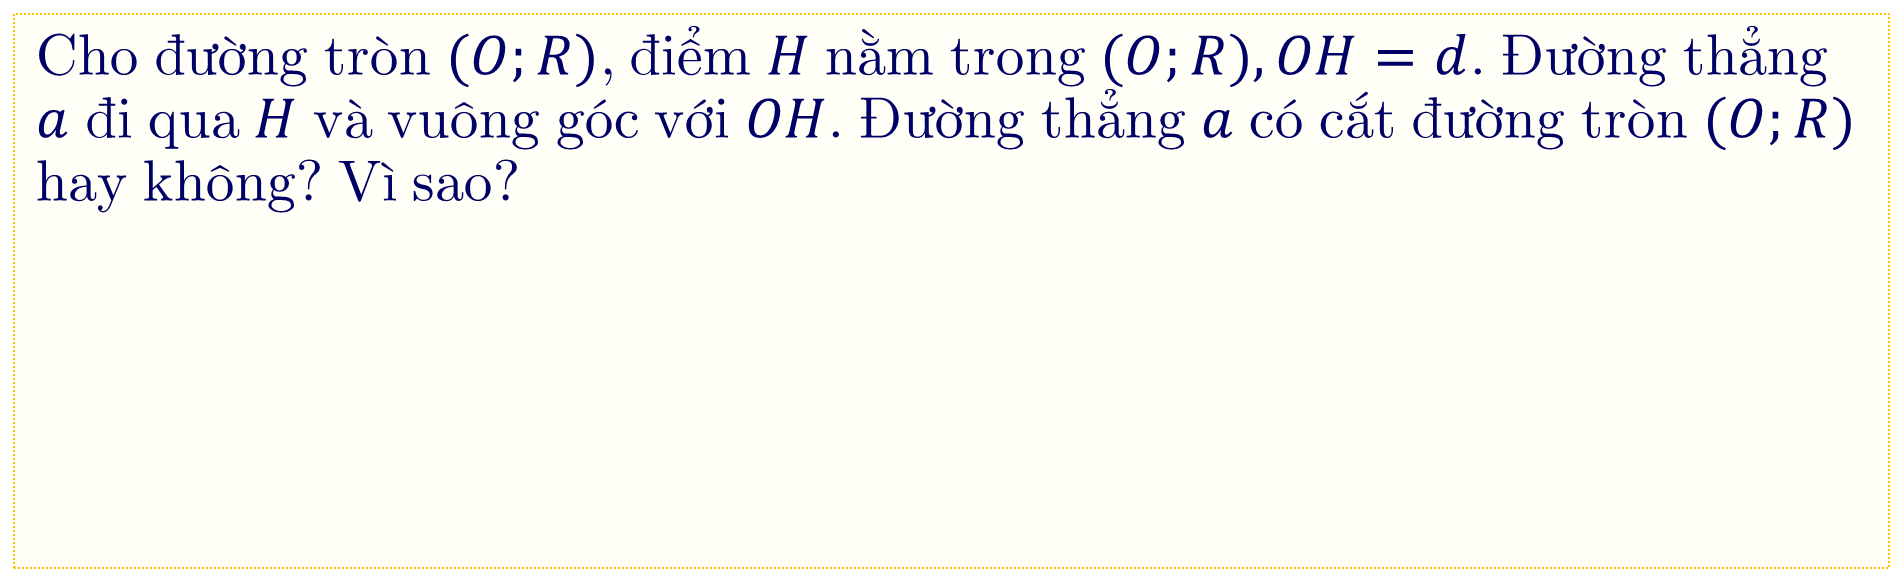 Cho đường tròn (O; R), điểm H nằm trong (O; R), OH = d. Đường thẳng
a đi qua H và vuông góc với OH. Đường thẳng a có cắt đường tròn (O; R)
hay không? Vì sao?